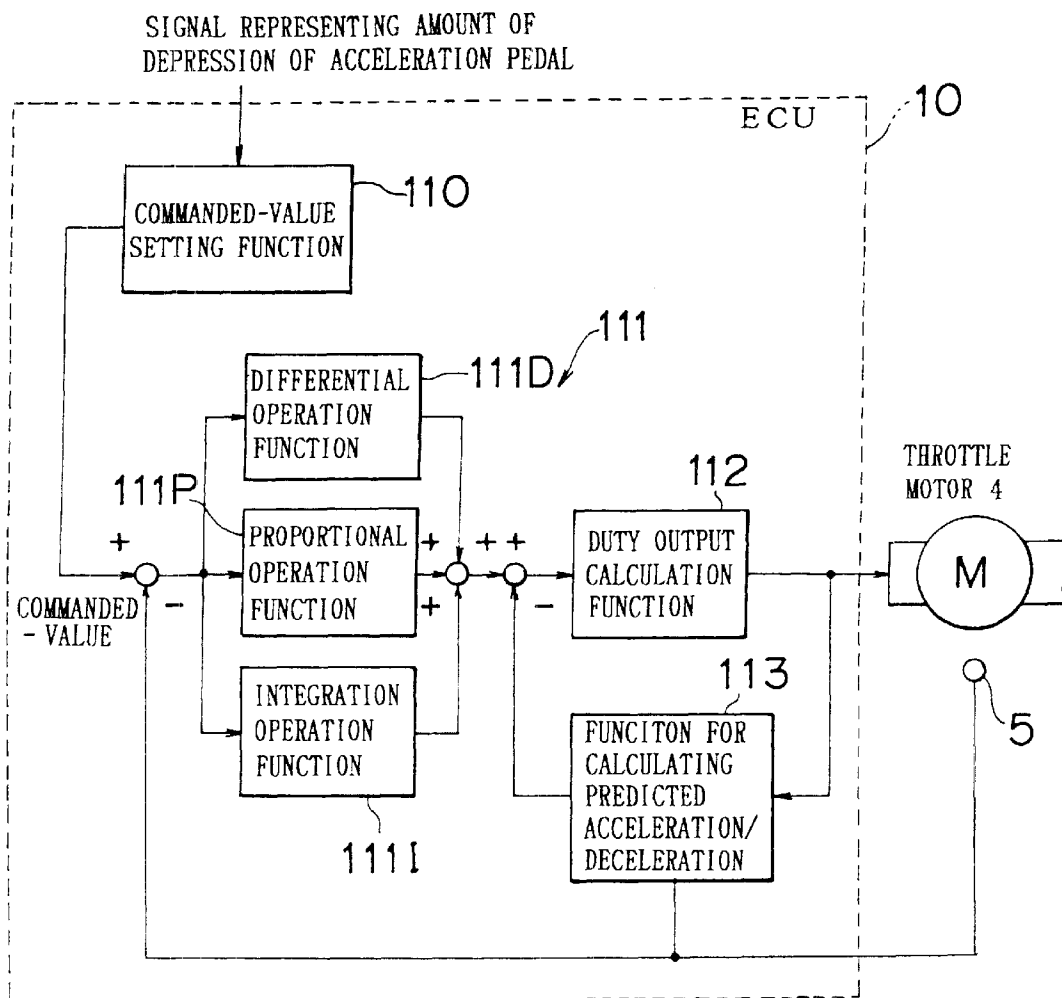 SIGNAL REPRESENTING AMOUNT OF
DEPRESSION OF ACCELERATION PEDAL
ECU
10
110
COMMANDED-VALUE
SETTING FUNCTION
111
111D
DIFFERENTIAL
OPERATION
FUNCTION
111P
PROPORTIONAL
OPERATION
FUNCTION
+
-
COMMANDED
-VALUE
+
+
+
+
-
112
DUTY OUTPUT
CALCULATION
FUNCTION
THROTTLE
MOTOR 4
M
INTEGRATION
OPERATION
FUNCTION
111I
113
FUNCITON FOR
CALCULATING
PREDICTED
ACCELERATION/
DECELERATION
5